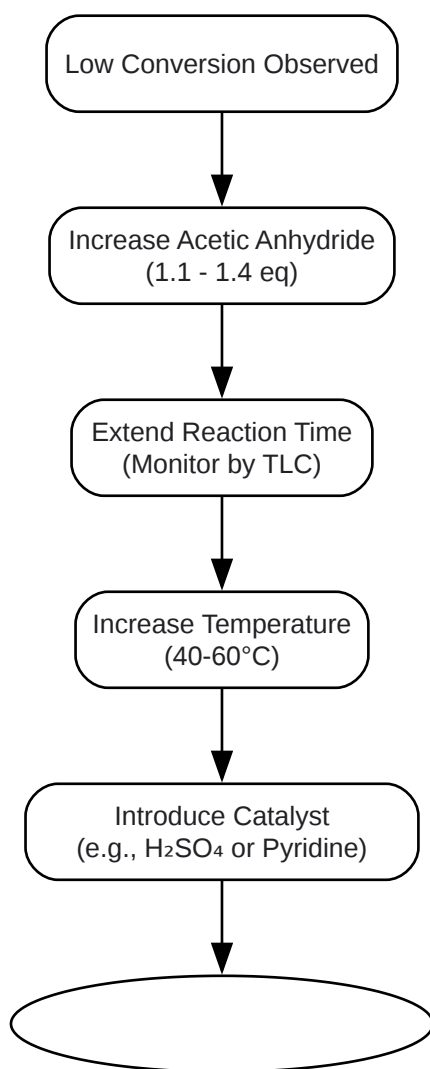 Low Conversion Observed
Increase Acetic Anhydride
(1.1 - 1.4 eq)
Extend Reaction Time
(Monitor by TLC)
Increase Temperature
(40-60°C)
Introduce Catalyst
(e.g., H₂SO₄ or Pyridine)